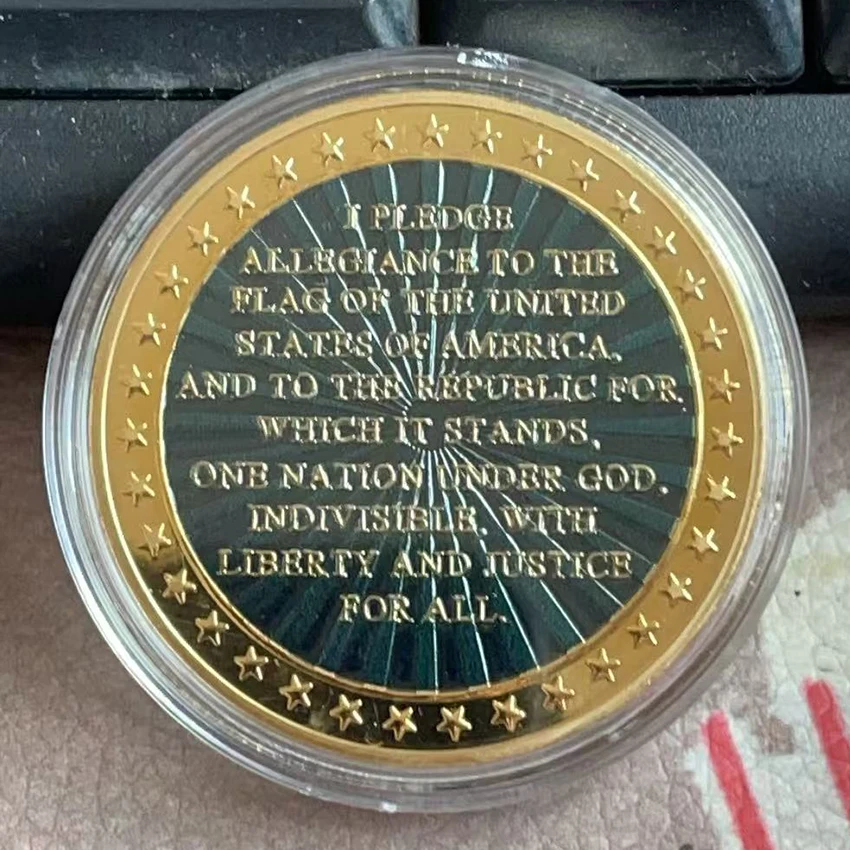 I PLEDGE
ALLEGIANCE TO THE
FLAG OF THE UNITED
STATES OF AMERICA,
AND TO THE REPUBLIC FOR
WHICH IT STANDS,
ONE NATION UNDER GOD,
INDIVISIBLE, WITH
LIBERTY AND JUSTICE
FOR ALL.